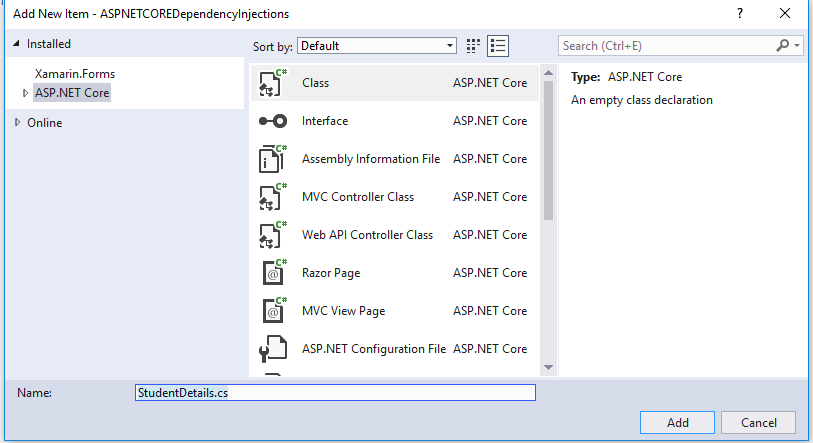 Add New Item - ASPNETCOREDependencyInjections
? X
Installed
Xamarin.Forms
ASP.NET Core
Online
Sort by: Default
Search (Ctrl+E)
C# Class ASP.NET Core
Interface ASP.NET Core
C# Assembly Information File ASP.NET Core
C# MVC Controller Class ASP.NET Core
C# Web API Controller Class ASP.NET Core
C# @ Razor Page ASP.NET Core
C# @ MVC View Page ASP.NET Core
ASP.NET Configuration File ASP.NET Core
Type: ASP.NET Core
An empty class declaration
Name: StudentDetails.cs
Add Cancel